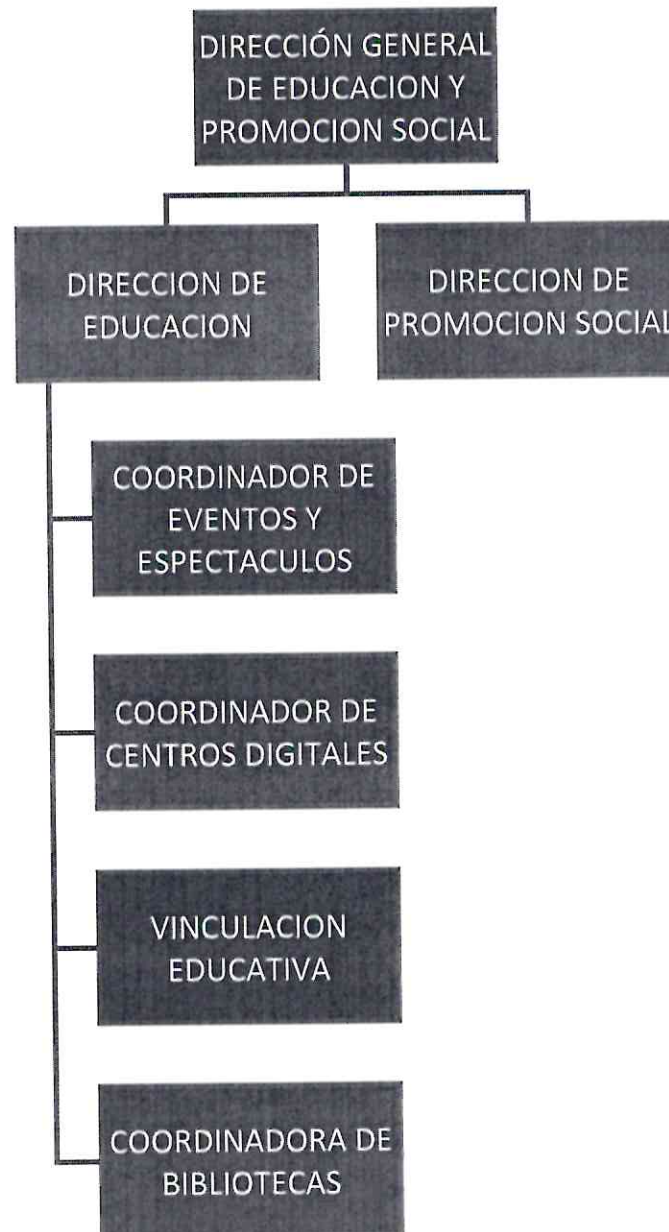 DIRECCIÓN GENERAL
DE EDUCACION Y
PROMOCION SOCIAL
DIRECCION DE
EDUCACION
DIRECCION DE
PROMOCION SOCIAL
COORDINADOR DE
EVENTOS Y
ESPECTACULOS
COORDINADOR DE
CENTROS DIGITALES
VINCULACION
EDUCATIVA
COORDINADORA DE
BIBLIOTECAS